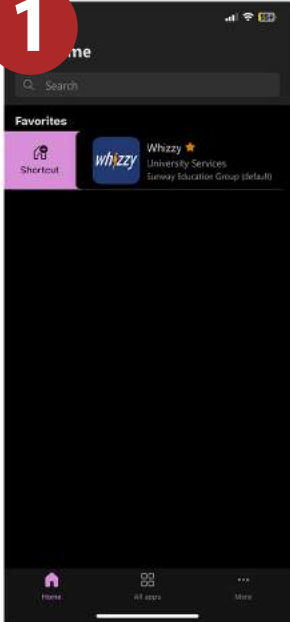 1
me
Search
Favorites
Shortcut
whizzy
Whizzy
University Services
Sunway Education Group (default)
Home
All apps
More